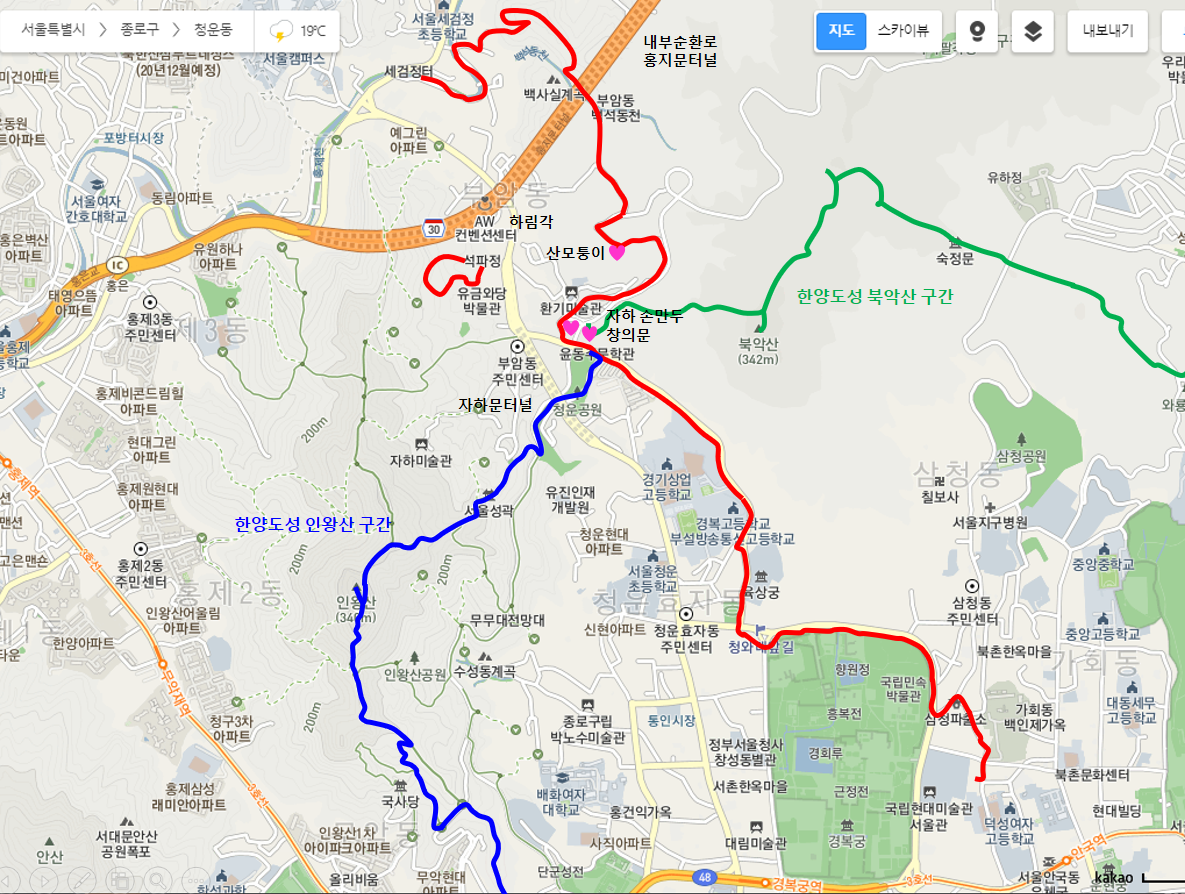 서울특별시
종로구
청운동
19℃
지도
스카이뷰
내보내기
서울세검정
초등학교
내부순환로
홍지문터널
(20년12월예정)
서울캠퍼스
세검정터
백사실계곡
부암동
백석동천
예그린
아파트
포방터시장
홍제천
서울여자
간호대학교
동림아파트
부암동
유하정
AW
컨벤션센터
하림각
30
홍은벽산
아파트
유원하나
아파트
IC
홍은
석파정
산모퉁이
숙정문
태영으뜸
아파트
홍제3동
주민센터
유금와당
박물관
환기미술관
한양도성 북악산 구간
자하 손만두
창의문
북악산
(342m)
윤동주문학관
부암동
주민센터
홍제비콘드림힐
아파트
자하문터널
청운공원
200m
현대그린
아파트
자하미술관
경기상업
고등학교
삼청공원
삼청동
칠보사
홍제역
홍제원현대
아파트
유진인재
개발원
서울성곽
한양도성 인왕산 구간
경복고등학교
부설방송통신고등학교
서울지구병원
청운현대
아파트
3호선
홍제2동
주민센터
200m
200m
서울청운
초등학교
육상궁
중앙중학교
홍제2동
인왕산
청운효자동
삼청동
주민센터
인왕산어울림
아파트
무무대전망대
신현아파트
청운효자동
주민센터
청와대앞길
중앙고등학교
한양아파트
북촌한옥마을
가회동
인왕산공원
수성동계곡
향원정
국립민속
박물관
무악재역
200m
청구3차
아파트
종로구립
박노수미술관
통인시장
흥복전
삼청파출소
가회동
백인제가옥
대동세무
고등학교
정부서울청사
창성동별관
경회루
홍제삼성
래미안아파트
국사당
배화여자
대학교
서촌한옥마을
근정전
북촌문화센터
홍건익가옥
국립현대미술관
서울관
현대빌딩
서대문안산
공원폭포
인왕산1차
아이파크아파트
사직아파트
대림미술관
경복궁
덕성여자
고등학교
안국역
안산
올리비움
무악현대
아파트
단군성전
48
경복궁역
3호선
서울안국동
kakao